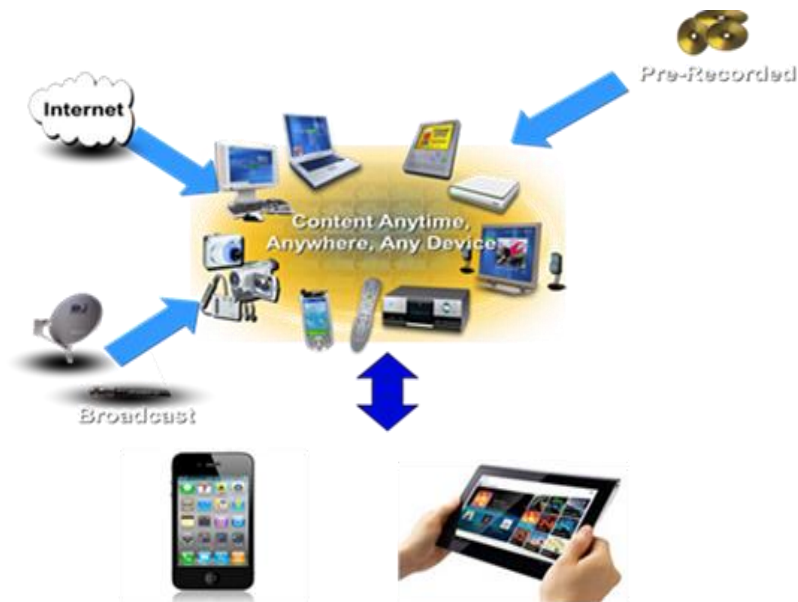 Pre-Recorded
Internet
Content Anytime,
Anywhere, Any Device
Broadcast